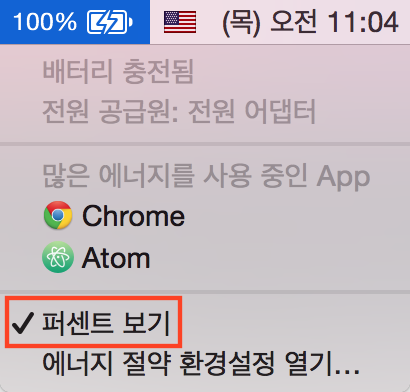 100% (목) 오전 11:04
배터리 충전됨
전원 공급원: 전원 어댑터
많은 에너지를 사용 중인 App
Chrome
Atom
✓ 퍼센트 보기
에너지 절약 환경설정 열기...